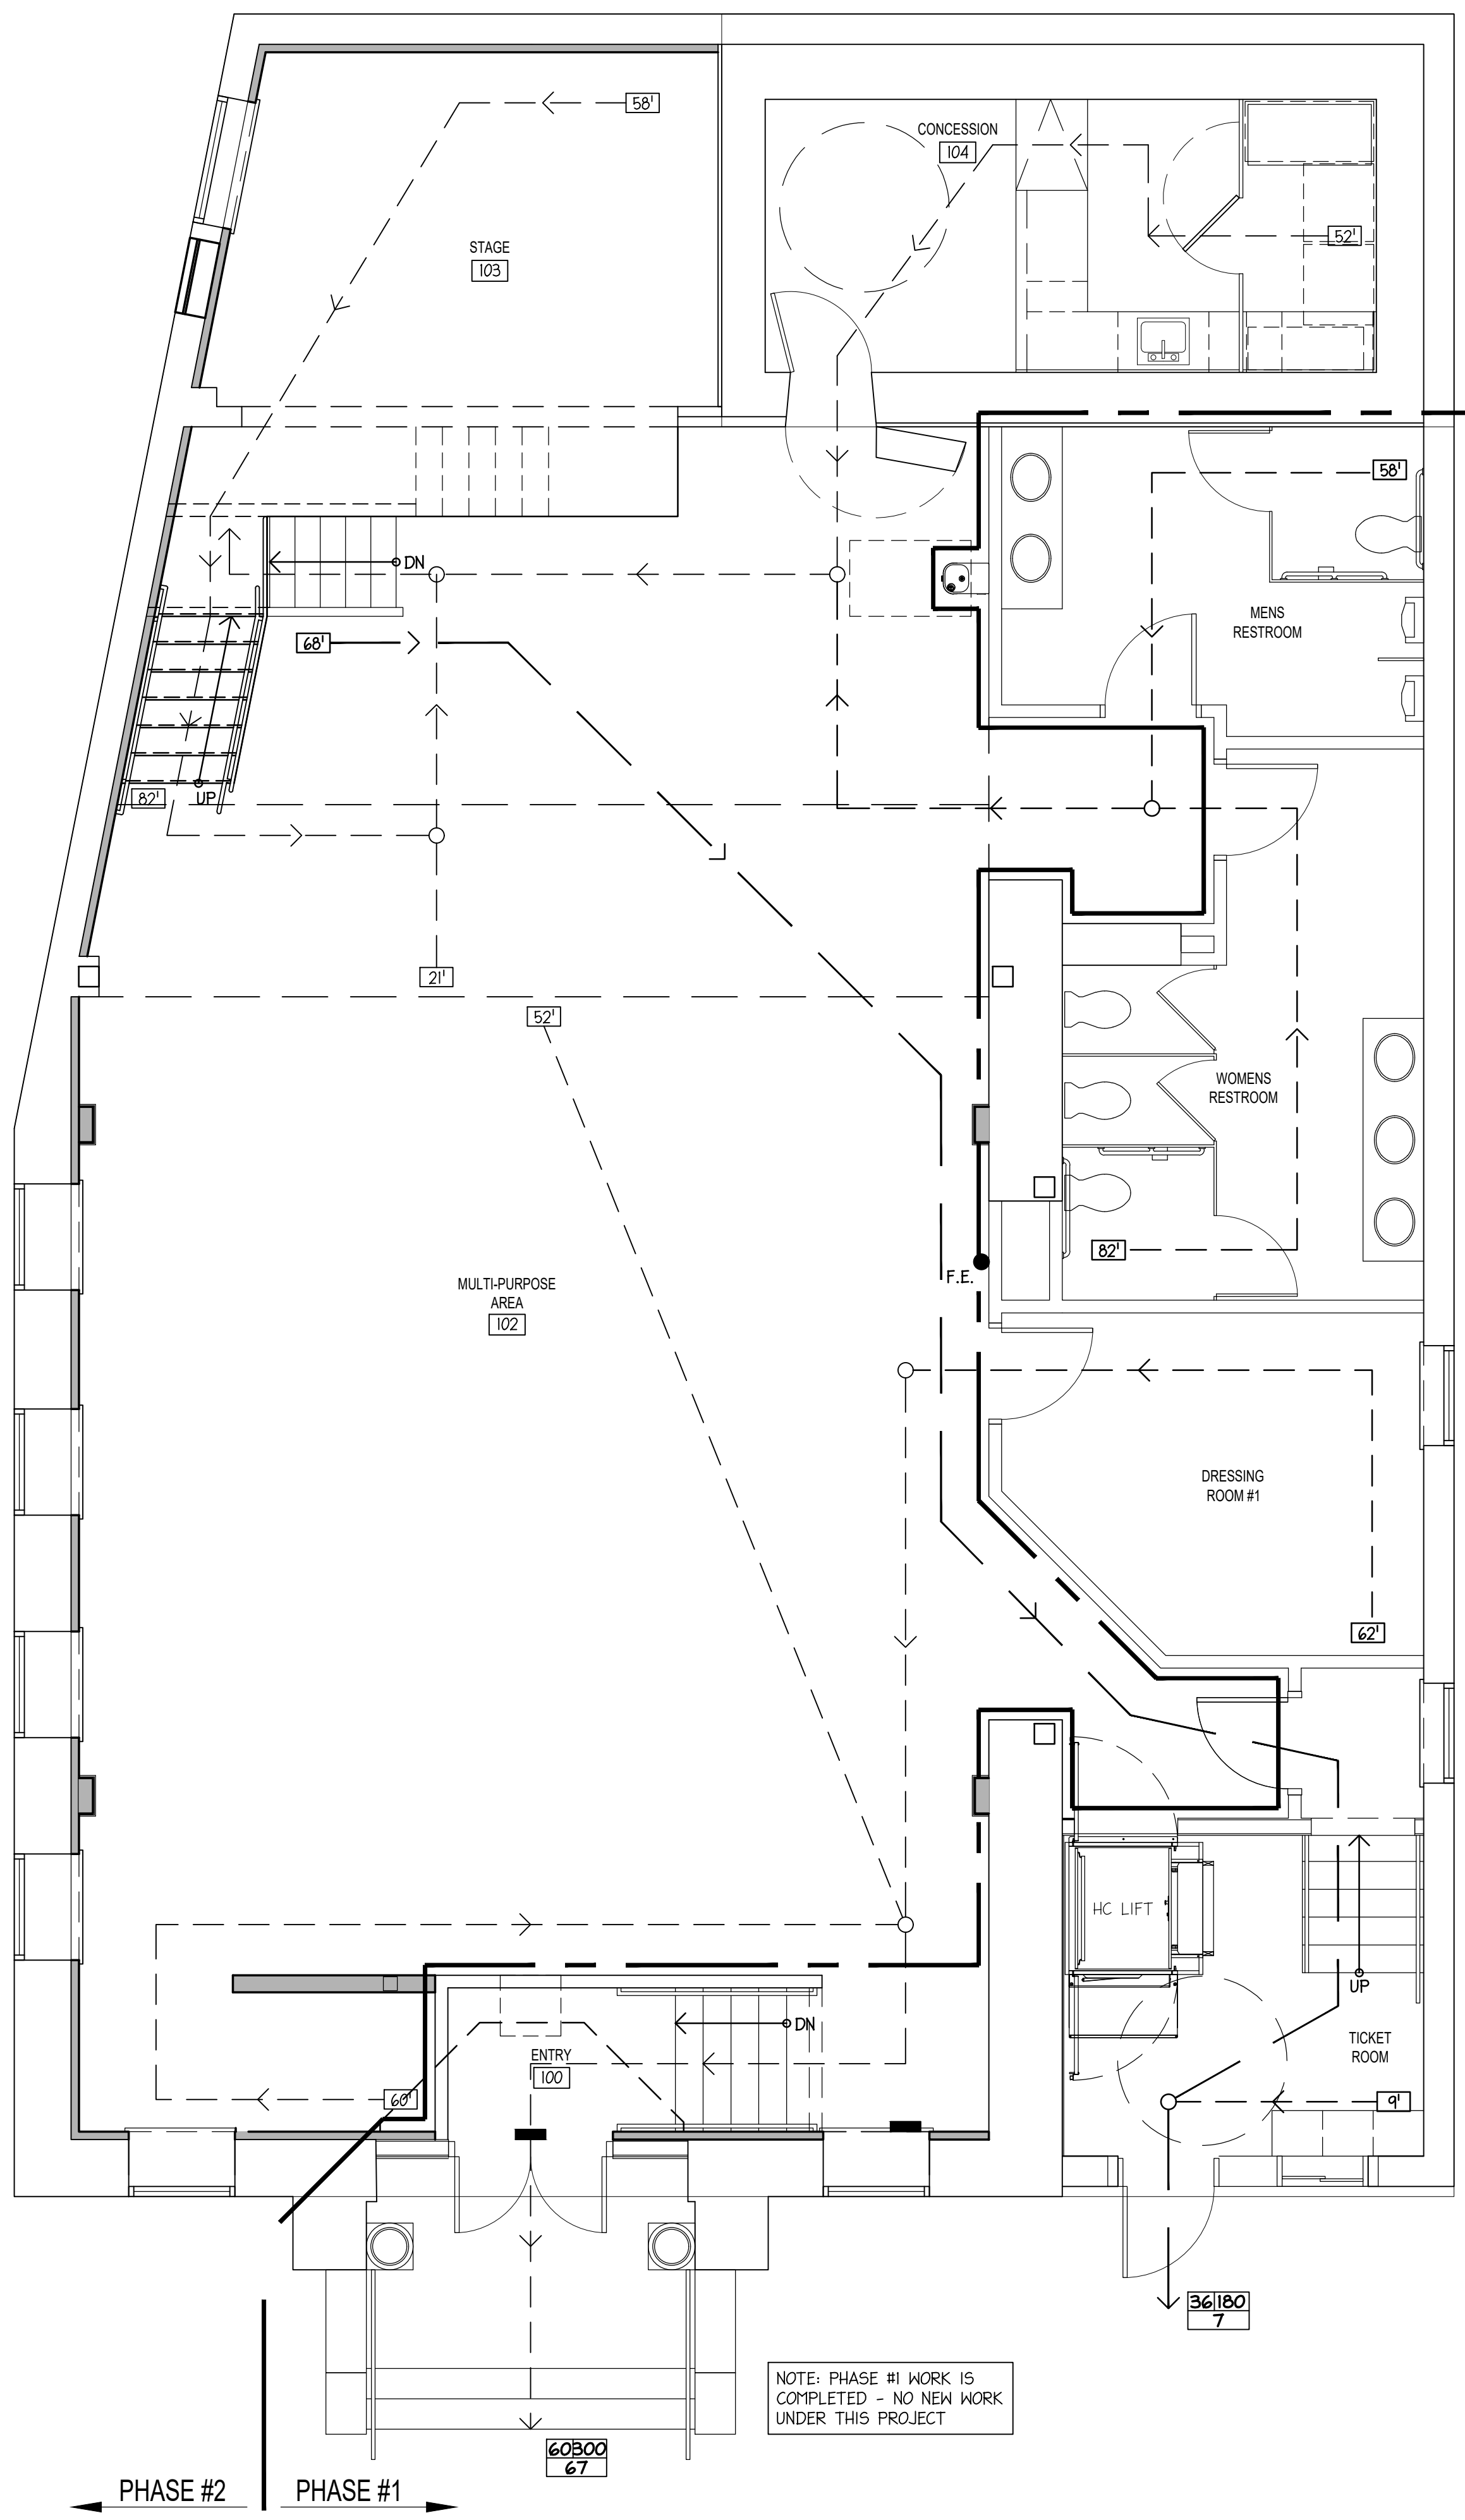 58'
CONCESSION
104
52'
STAGE
103
58'
DN
MENS
RESTROOM
68'
82'
UP
21'
52'
WOMENS
RESTROOM
82'
F.E.
MULTI-PURPOSE
AREA
102
DRESSING
ROOM #1
62'
HC LIFT
UP
DN
TICKET
ROOM
ENTRY
100
60'
9'
36 180
7
NOTE: PHASE #1 WORK IS
COMPLETED - NO NEW WORK
UNDER THIS PROJECT
60 300
67
PHASE #2 PHASE #1